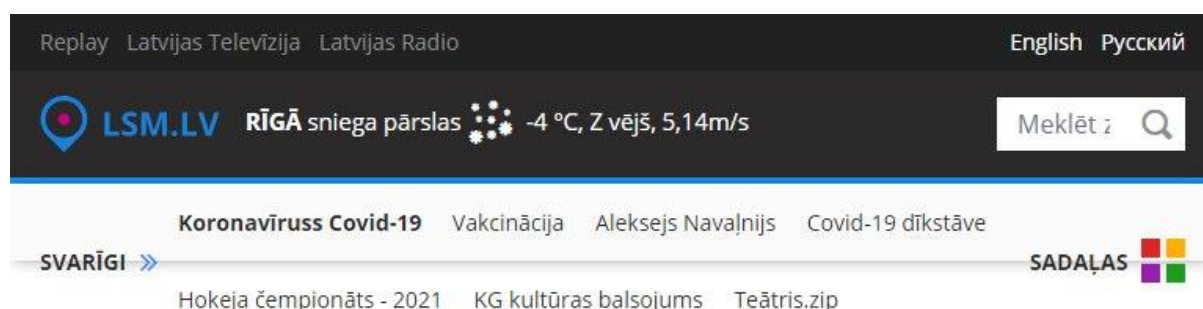 Replay Latvijas Televīzija Latvijas Radio English Русский
LSM.LV RĪGĀ sniega pārslas -4 °C, Z vējš, 5,14m/s Meklēt
Koronavīruss Covid-19 Vakcinācija Aleksejs Navaļnijs Covid-19 dīkstāve
SVARĪGI » SADAĻAS
Hokeja čempionāts - 2021 KG kultūras balsojums Teātris.zip